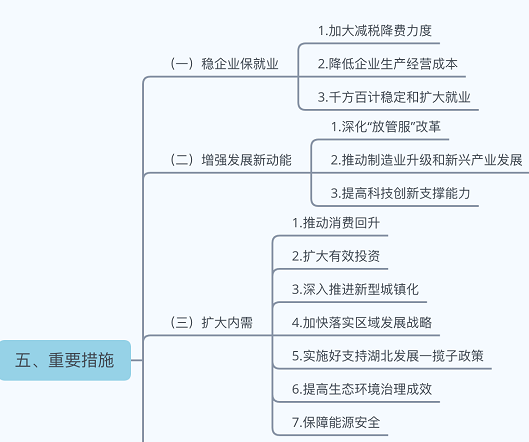 1.加大减税降费力度
（一）稳企业保就业
2.降低企业生产经营成本
3.千方百计稳定和扩大就业
1.深化“放管服”改革
（二）增强发展新动能
2.推动制造业升级和新兴产业发展
3.提高科技创新支撑能力
1.推动消费回升
2.扩大有效投资
3.深入推进新型城镇化
（三）扩大内需
4.加快落实区域发展战略
五、重要措施
5.实施好支持湖北发展一揽子政策
6.提高生态环境治理成效
7.保障能源安全